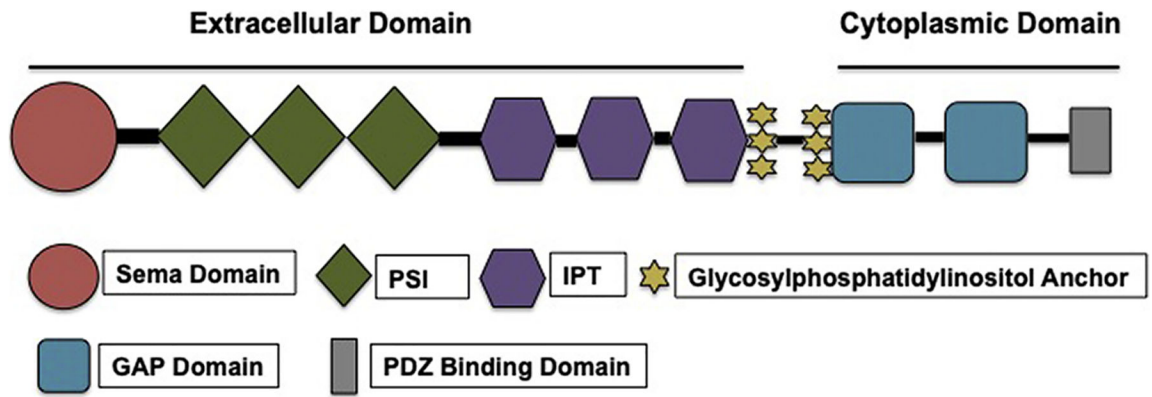 Extracellular Domain
Cytoplasmic Domain
Sema Domain
PSI
IPT
Glycosylphosphatidylinositol Anchor
GAP Domain
PDZ Binding Domain